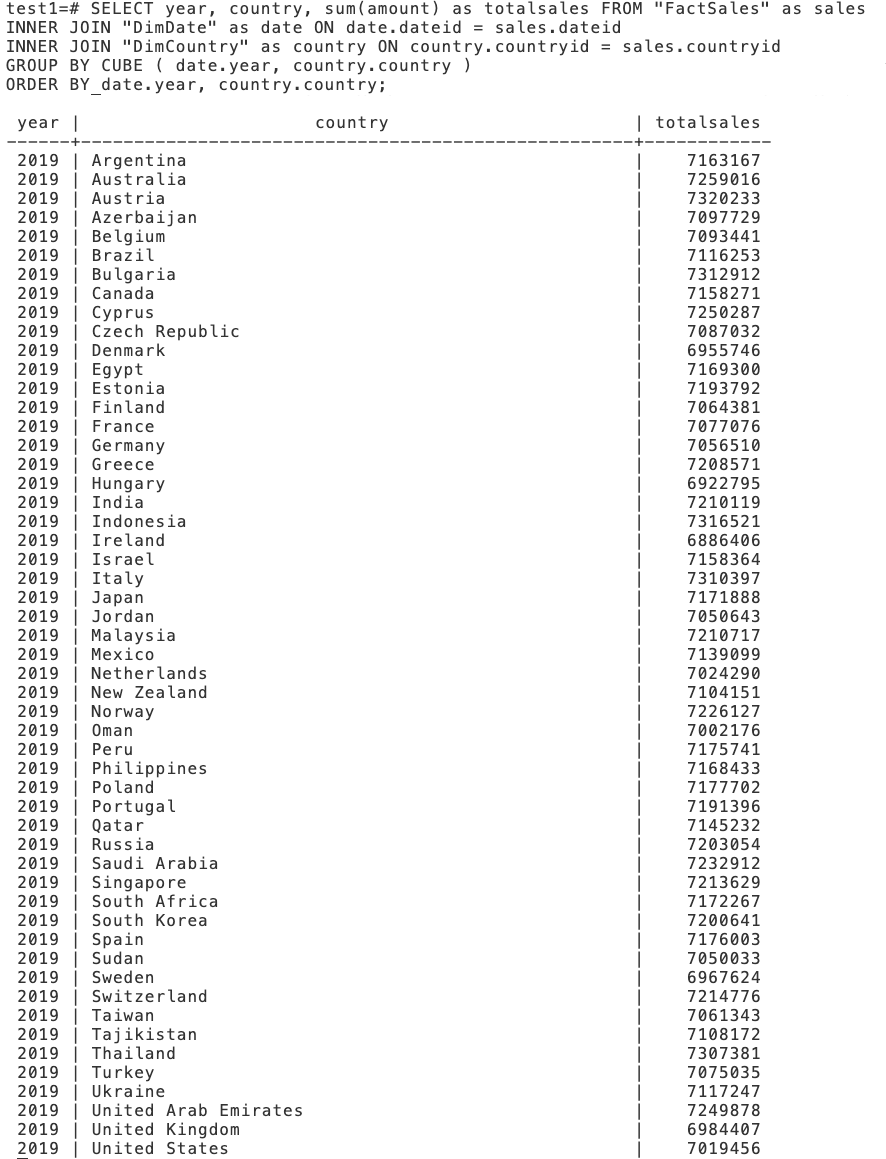 test1=# SELECT year, country, sum(amount) as totalsales FROM "FactSales" as sales
INNER JOIN "DimDate" as date ON date.dateid = sales.dateid
INNER JOIN "DimCountry" as country ON country.countryid = sales.countryid
GROUP BY CUBE ( date.year, country.country )
ORDER BY date.year, country.country;
year | country | totalsales
------+----------------------------------------------------+------------
2019 | Argentina | 7163167
2019 | Australia | 7259016
2019 | Austria | 7320233
2019 | Azerbaijan | 7097729
2019 | Belgium | 7093441
2019 | Brazil | 7116253
2019 | Bulgaria | 7312912
2019 | Canada | 7158271
2019 | Cyprus | 7250287
2019 | Czech Republic | 7087032
2019 | Denmark | 6955746
2019 | Egypt | 7169300
2019 | Estonia | 7193792
2019 | Finland | 7064381
2019 | France | 7077076
2019 | Germany | 7056510
2019 | Greece | 7208571
2019 | Hungary | 6922795
2019 | India | 7210119
2019 | Indonesia | 7316521
2019 | Ireland | 6886406
2019 | Israel | 7158364
2019 | Italy | 7310397
2019 | Japan | 7171888
2019 | Jordan | 7050643
2019 | Malaysia | 7210717
2019 | Mexico | 7139099
2019 | Netherlands | 7024290
2019 | New Zealand | 7104151
2019 | Norway | 7226127
2019 | Oman | 7002176
2019 | Peru | 7175741
2019 | Philippines | 7168433
2019 | Poland | 7177702
2019 | Portugal | 7191396
2019 | Qatar | 7145232
2019 | Russia | 7203054
2019 | Saudi Arabia | 7232912
2019 | Singapore | 7213629
2019 | South Africa | 7172267
2019 | South Korea | 7200641
2019 | Spain | 7176003
2019 | Sudan | 7050033
2019 | Sweden | 6967624
2019 | Switzerland | 7214776
2019 | Taiwan | 7061343
2019 | Tajikistan | 7108172
2019 | Thailand | 7307381
2019 | Turkey | 7075035
2019 | Ukraine | 7117247
2019 | United Arab Emirates | 7249878
2019 | United Kingdom | 6984407
2019 | United States | 7019456